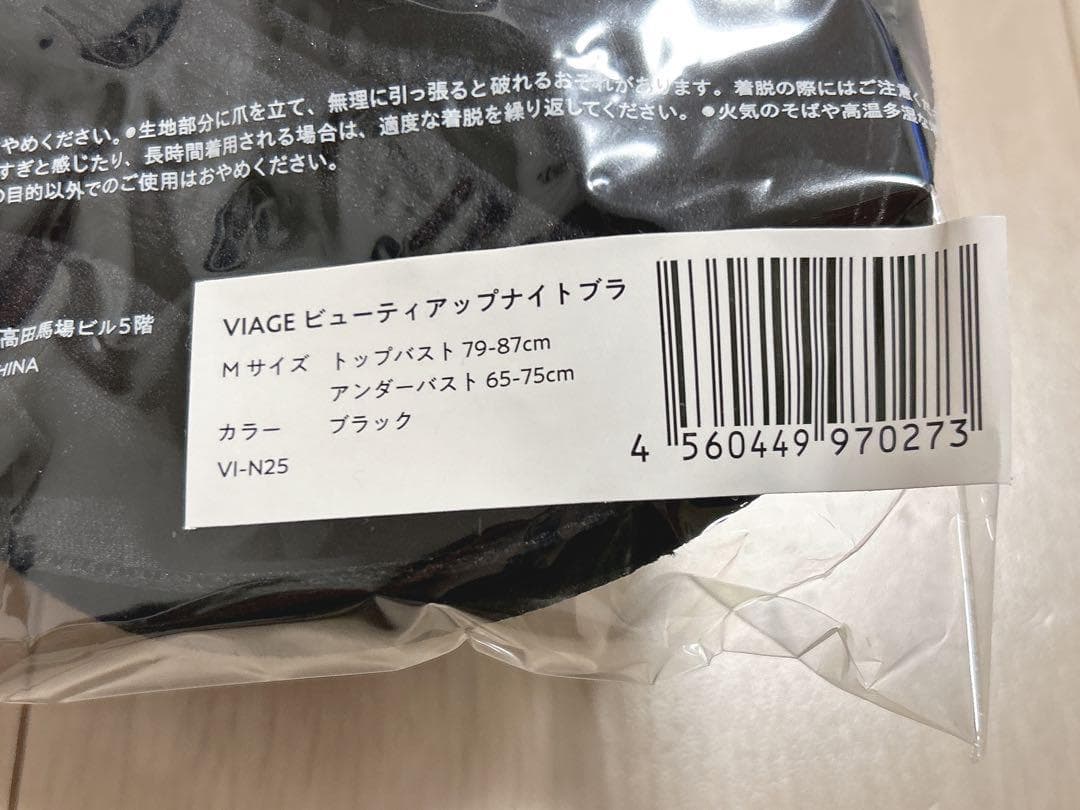 やめください。●生地部分に爪を立て、無理に引っ張ると破れるおそれがあります。着脱の際にはご注意く
すぎと感じたり、長時間着用される場合は、適度な着脱を繰り返してください。●火気のそばや高温多湿
の目的以外でのご使用はおやめください。
高田馬場ビル5階
HINA
VIAGE ビューティアップナイトブラ
M サイズ トップバスト 79-87cm
アンダーバスト 65-75cm
カラー ブラック
VI-N25
4 560449 970273